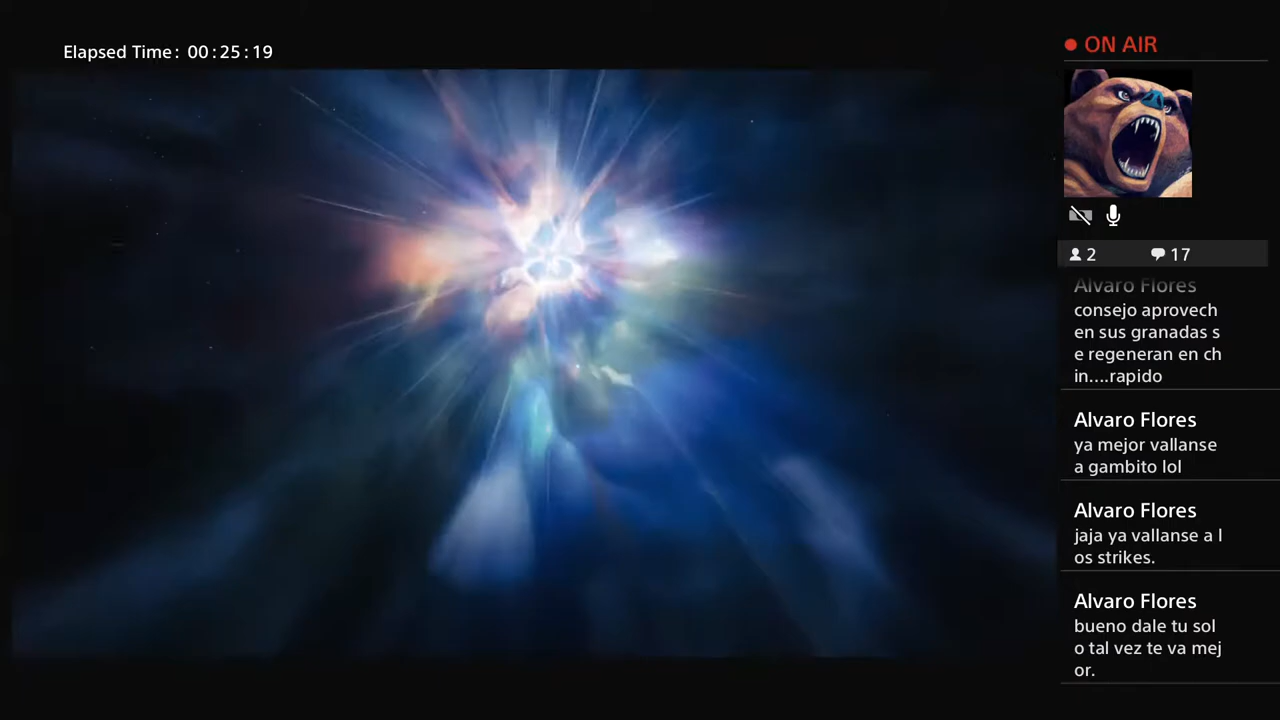 Elapsed Time: 00:25:19
ON AIR
2
17
Alvaro Flores
consejo aprovech
en sus granadas s
e regeneran en ch
in....rapido
Alvaro Flores
ya mejor vallanse
a gambito lol
Alvaro Flores
jaja ya vallanse a l
os strikes.
Alvaro Flores
bueno dale tu sol
o tal vez te va mej
or.